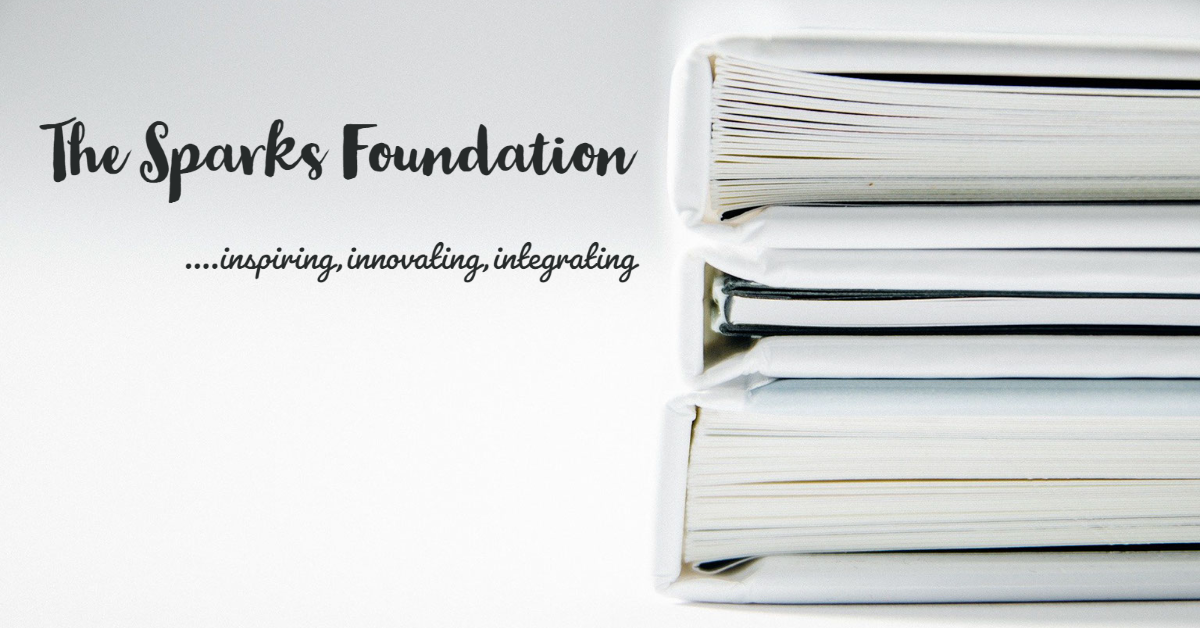 The Sparks Foundation
....inspiring, innovating, integrating